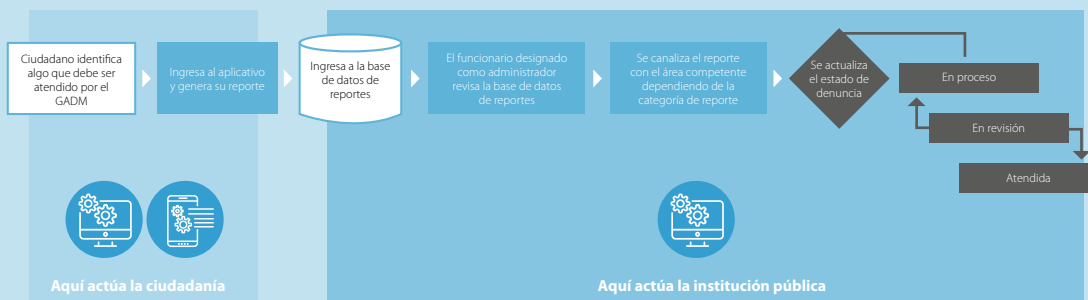 Ciudadano identifica
algo que debe ser
atendido por el
GADM
Ingresa al aplicativo
y genera su reporte
Ingresa a la base
de datos de
reportes
El funcionario designado
como administrador
revisa la base de datos
de reportes
Se canaliza el reporte
con el área competente
dependiendo de la
categoría de reporte
Se actualiza
el estado de
denuncia
En proceso
En revisión
Atendida
Aquí actúa la ciudadanía
Aquí actúa la institución pública